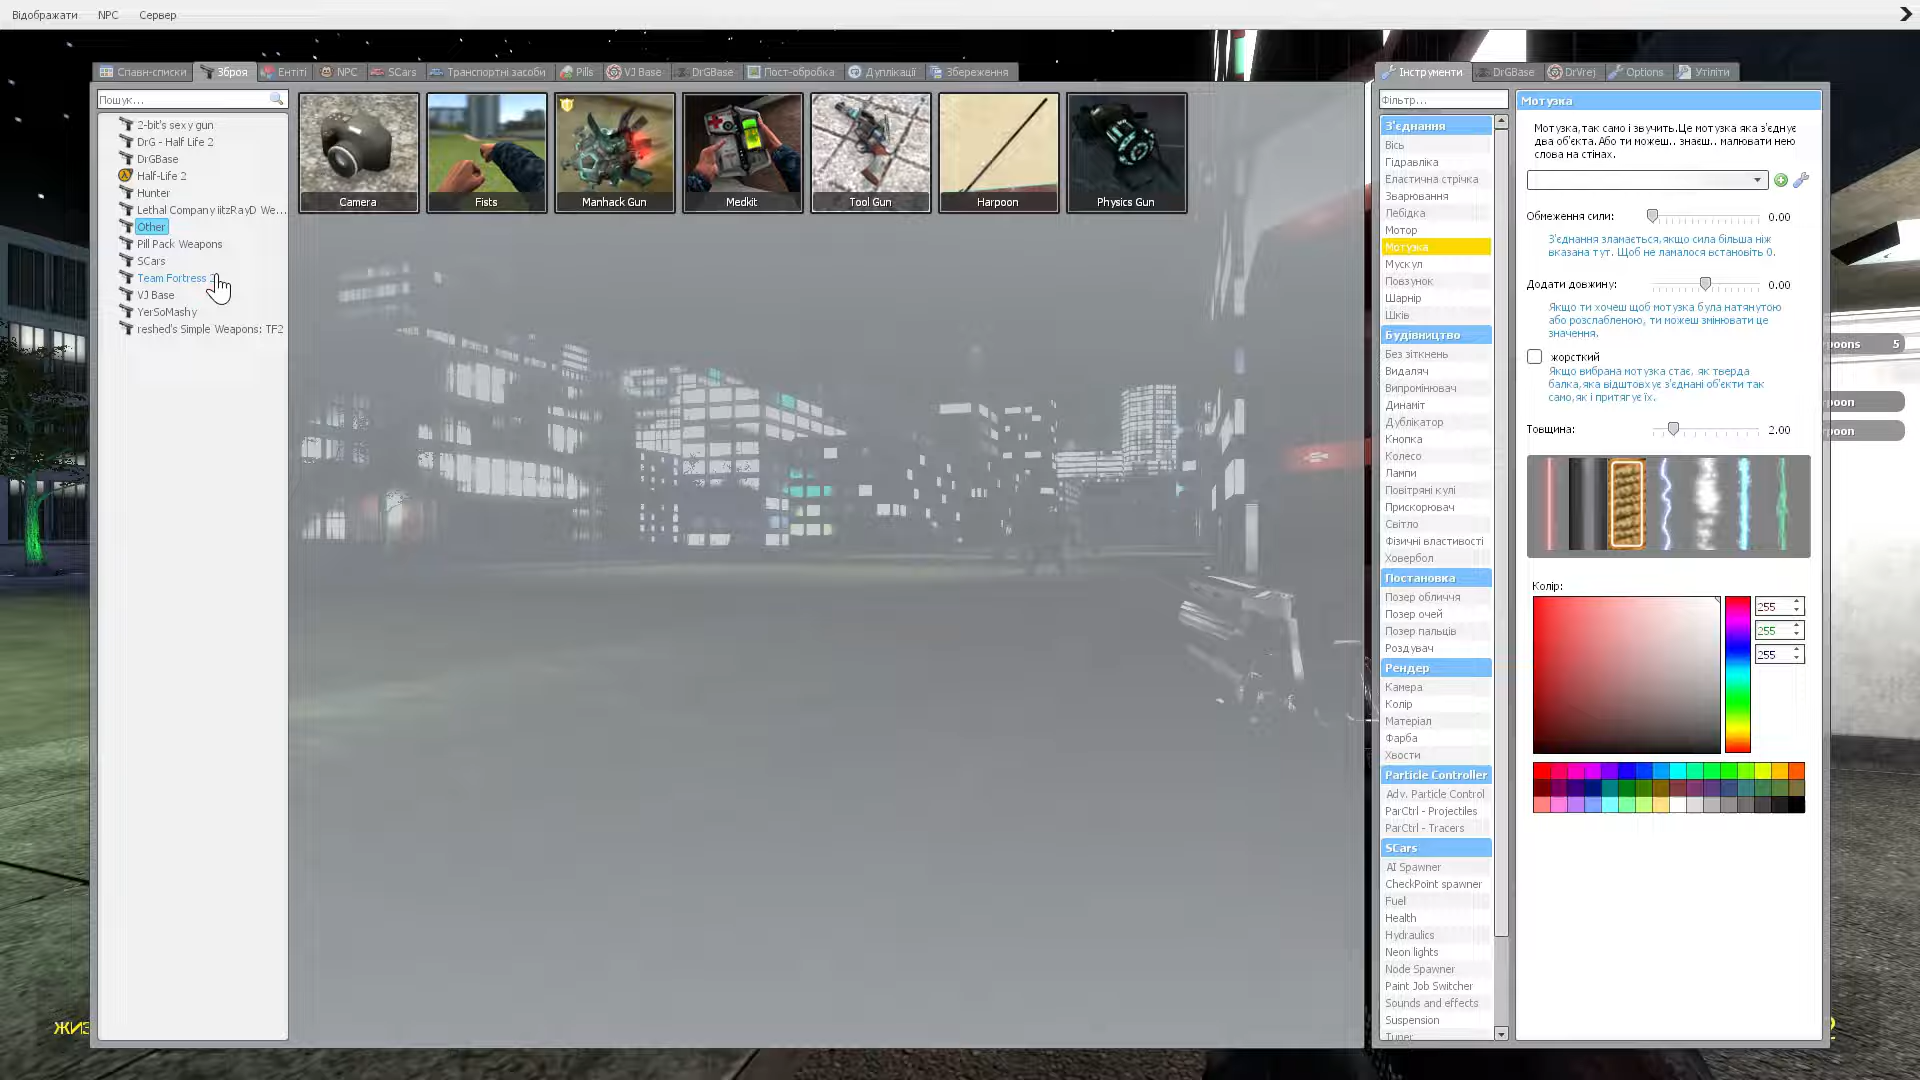 Відображати NPC Сервер
Спавн-списки Зброя Ентіті NPC SCars Транспортні засоби Pills VJ Base DrGBase Пост-обробка Дуплікації Збереження
Пошук...
2-bit's sexy gun
DrG - Half Life 2
DrGBase
Half-Life 2
Hunter
Lethal Company iitzRayD We...
Other
Pill Pack Weapons
SCars
Team Fortress
VJ Base
YerSoMashy
reshed's Simple Weapons: TF2
Camera
Fists
Manhack Gun
Medkit
Tool Gun
Harpoon
Physics Gun
Інструменти DrGBase DrVrej Options Утиліти
Фільтр...
З'єднання
Вісь
Гідравліка
Еластична стрічка
Зварювання
Лебідка
Мотор
Мотузка
Мускул
Повзунок
Шарнір
Шків
Будівництво
Без зіткнень
Видаляч
Випромінювач
Динаміт
Дублікатор
Кнопка
Колесо
Лампи
Повітряні кулі
Прискорювач
Світло
Фізичні властивості
Ховербол
Постановка
Позер обличчя
Позер очей
Позер пальців
Роздувач
Рендер
Камера
Колір
Матеріал
Фарба
Хвости
Particle Controller
Adv. Particle Control
ParCtrl - Projectiles
ParCtrl - Tracers
SCars
AI Spawner
CheckPoint spawner
Fuel
Health
Hydraulics
Neon lights
Node Spawner
Paint Job Switcher
Sounds and effects
Suspension
Tuner
Мотузка
Мотузка,так само і звучить.Це мотузка яка з'єднує
два об'єкта. Або ти можеш.. знаєш.. малювати нею
слова на стінах.
Обмеження сили: 0.00
З'єднання зламається,якщо сила більша ніж
вказана тут. Щоб не ламалося встановіть 0.
Додати довжину: 0.00
Якщо ти хочеш щоб мотузка була натянутою
або розслабленою, ти можеш змінювати це
значення.
жорсткий
Якщо вибрана мотузка стає, як тверда
балка,яка відштовхує з'єднані об'єкти так
само,як і притягує їх.
Товщина: 2.00
Колір:
255
255
255
poons 5
poon
poon
ЖИЗ
2